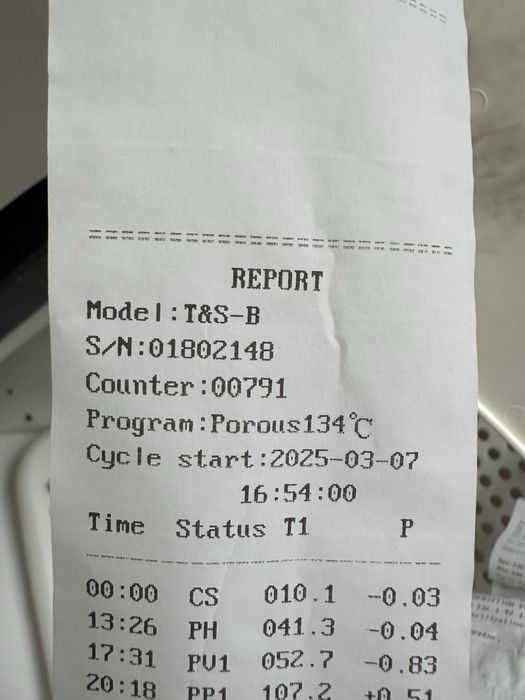 REPORT
Model:T&S-B
S/N:01802148
Counter:00791
Program:Porous134℃
Cycle start:2025-03-07
16:54:00
Time Status T1 P
00:00 CS 010.1 -0.03
13:26 PH 041.3 -0.04
17:31 PV1 052.7 -0.83
20:18 PP1 107.2 +0.51